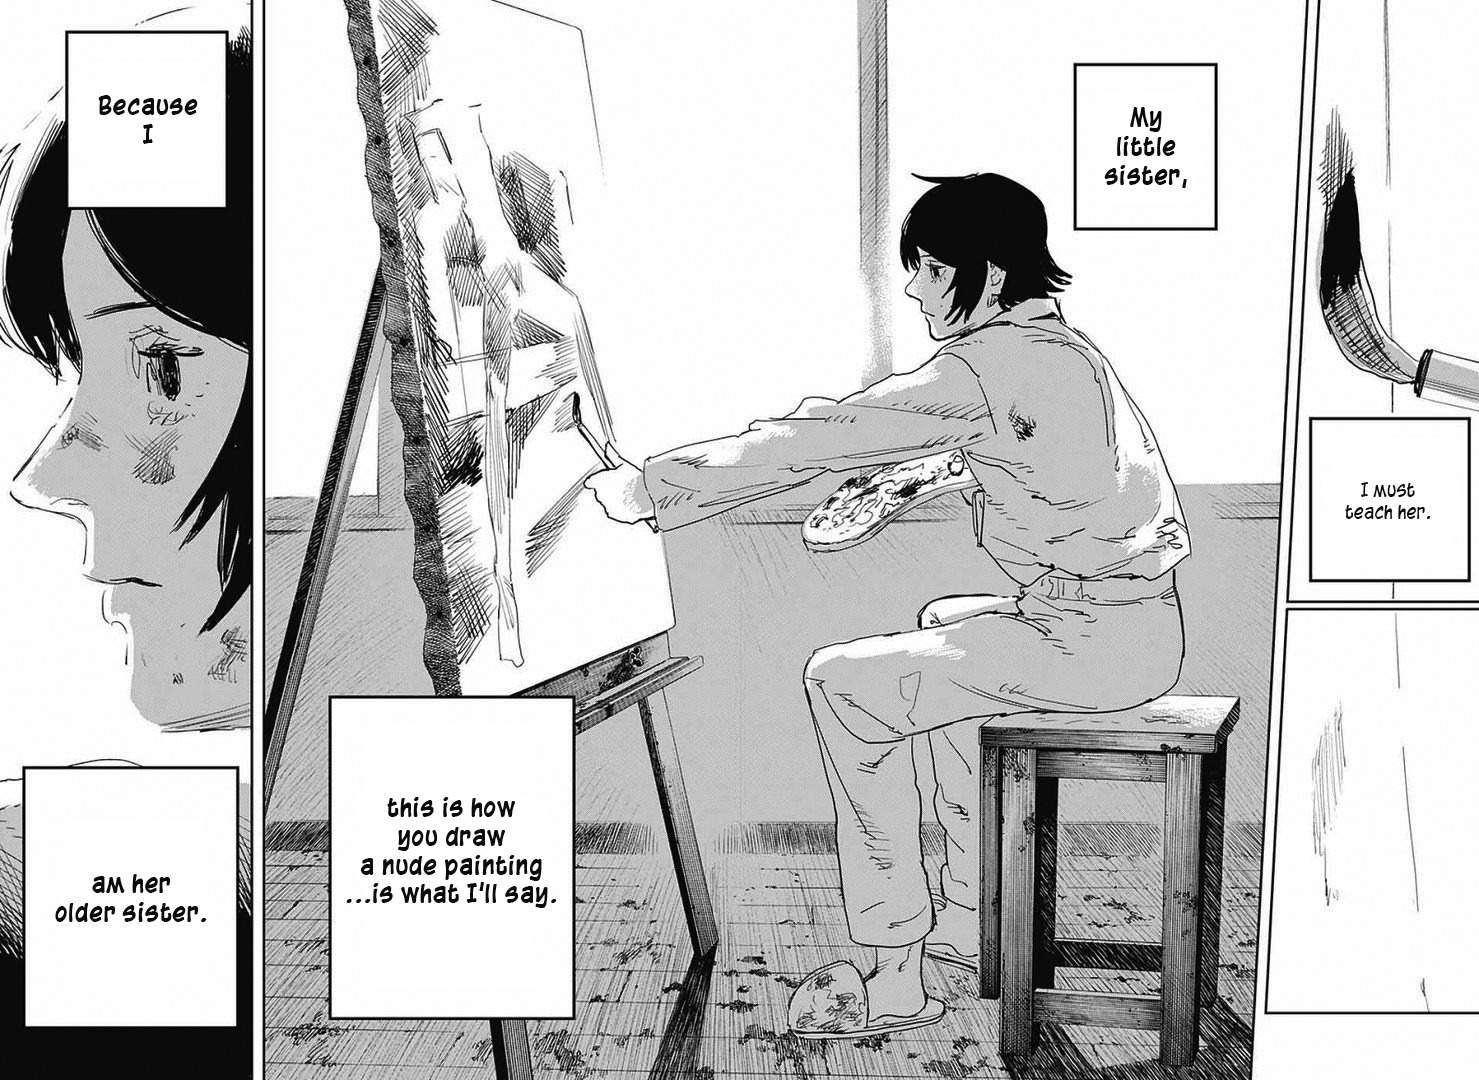 I must
teach her.
My
little
sister,
this is how
you draw
a nude painting
...is what I'll say.
Because
I
am her
older sister.